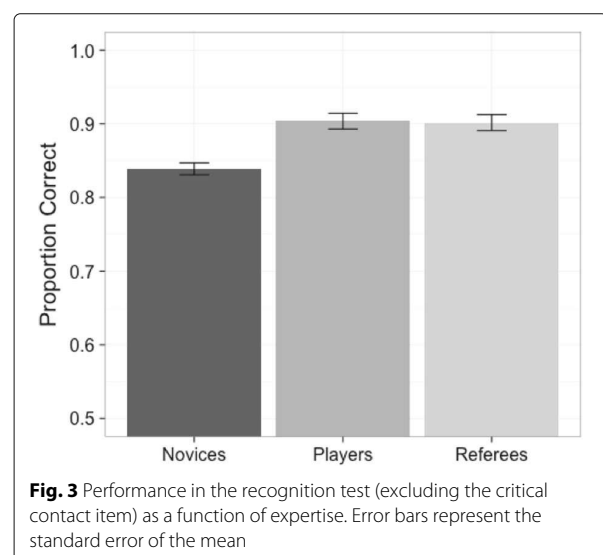 1.0
0.9
0.8
0.7
0.6
0.5
Proportion Correct
Novices Players Referees
Fig. 3 Performance in the recognition test (excluding the critical
contact item) as a function of expertise. Error bars represent the
standard error of the mean